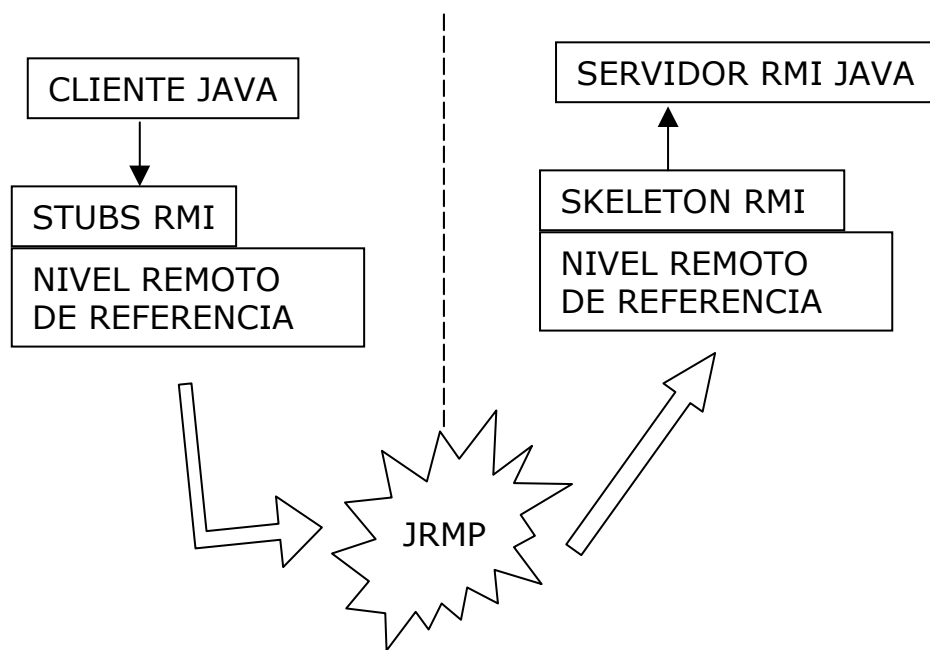 CLIENTE JAVA
STUBS RMI
NIVEL REMOTO
DE REFERENCIA
SERVIDOR RMI JAVA
SKELETON RMI
NIVEL REMOTO
DE REFERENCIA
JRMP